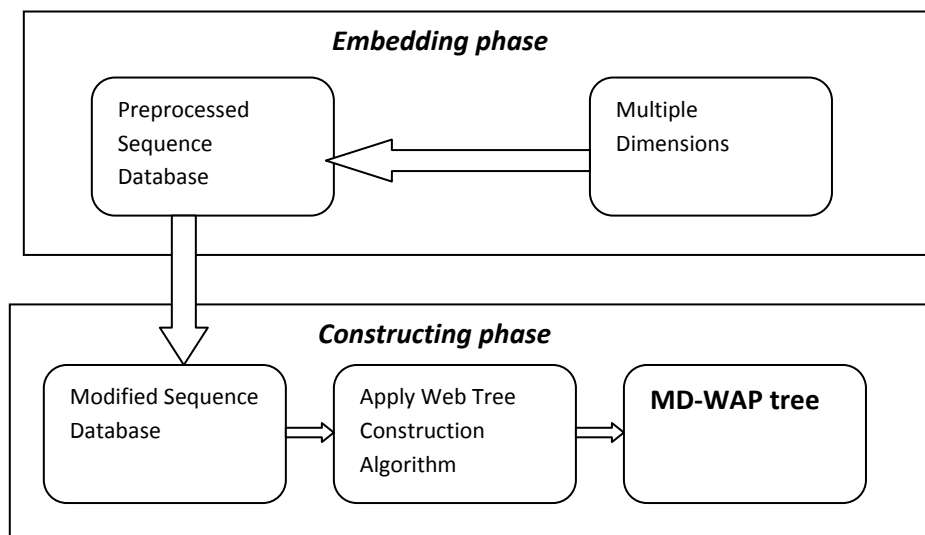 Embedding phase
Preprocessed
Sequence
Database
Multiple
Dimensions
Constructing phase
Modified Sequence
Database
Apply Web Tree
Construction
Algorithm
MD-WAP tree